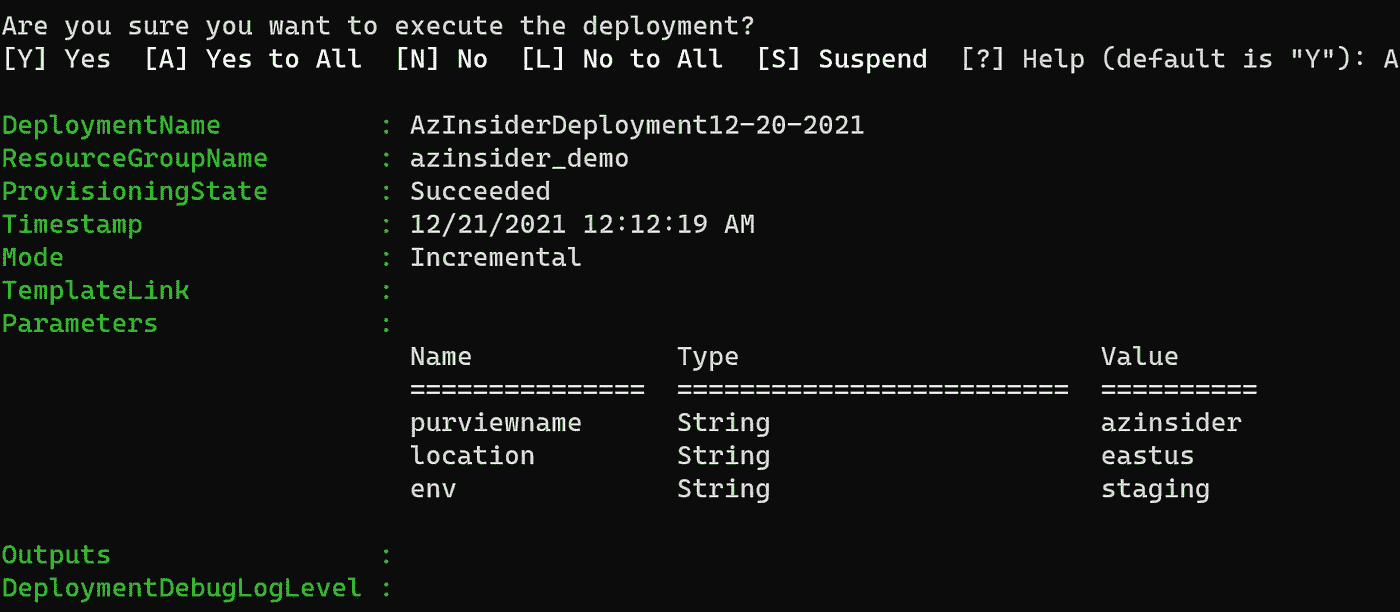 Are you sure you want to execute the deployment?
[Y] Yes  [A] Yes to All  [N] No  [L] No to All  [S] Suspend  [?] Help (default is "Y"): A
DeploymentName          : AzInsiderDeployment12-20-2021
ResourceGroupName       : azinsider_demo
ProvisioningState       : Succeeded
Timestamp               : 12/21/2021 12:12:19 AM
Mode                    : Incremental
TemplateLink            :
Parameters              :
                          Name             Type                       Value
                          ===============  =========================  ==========
                          purviewname      String                     azinsider
                          location         String                     eastus
                          env              String                     staging
Outputs                 :
DeploymentDebugLogLevel :